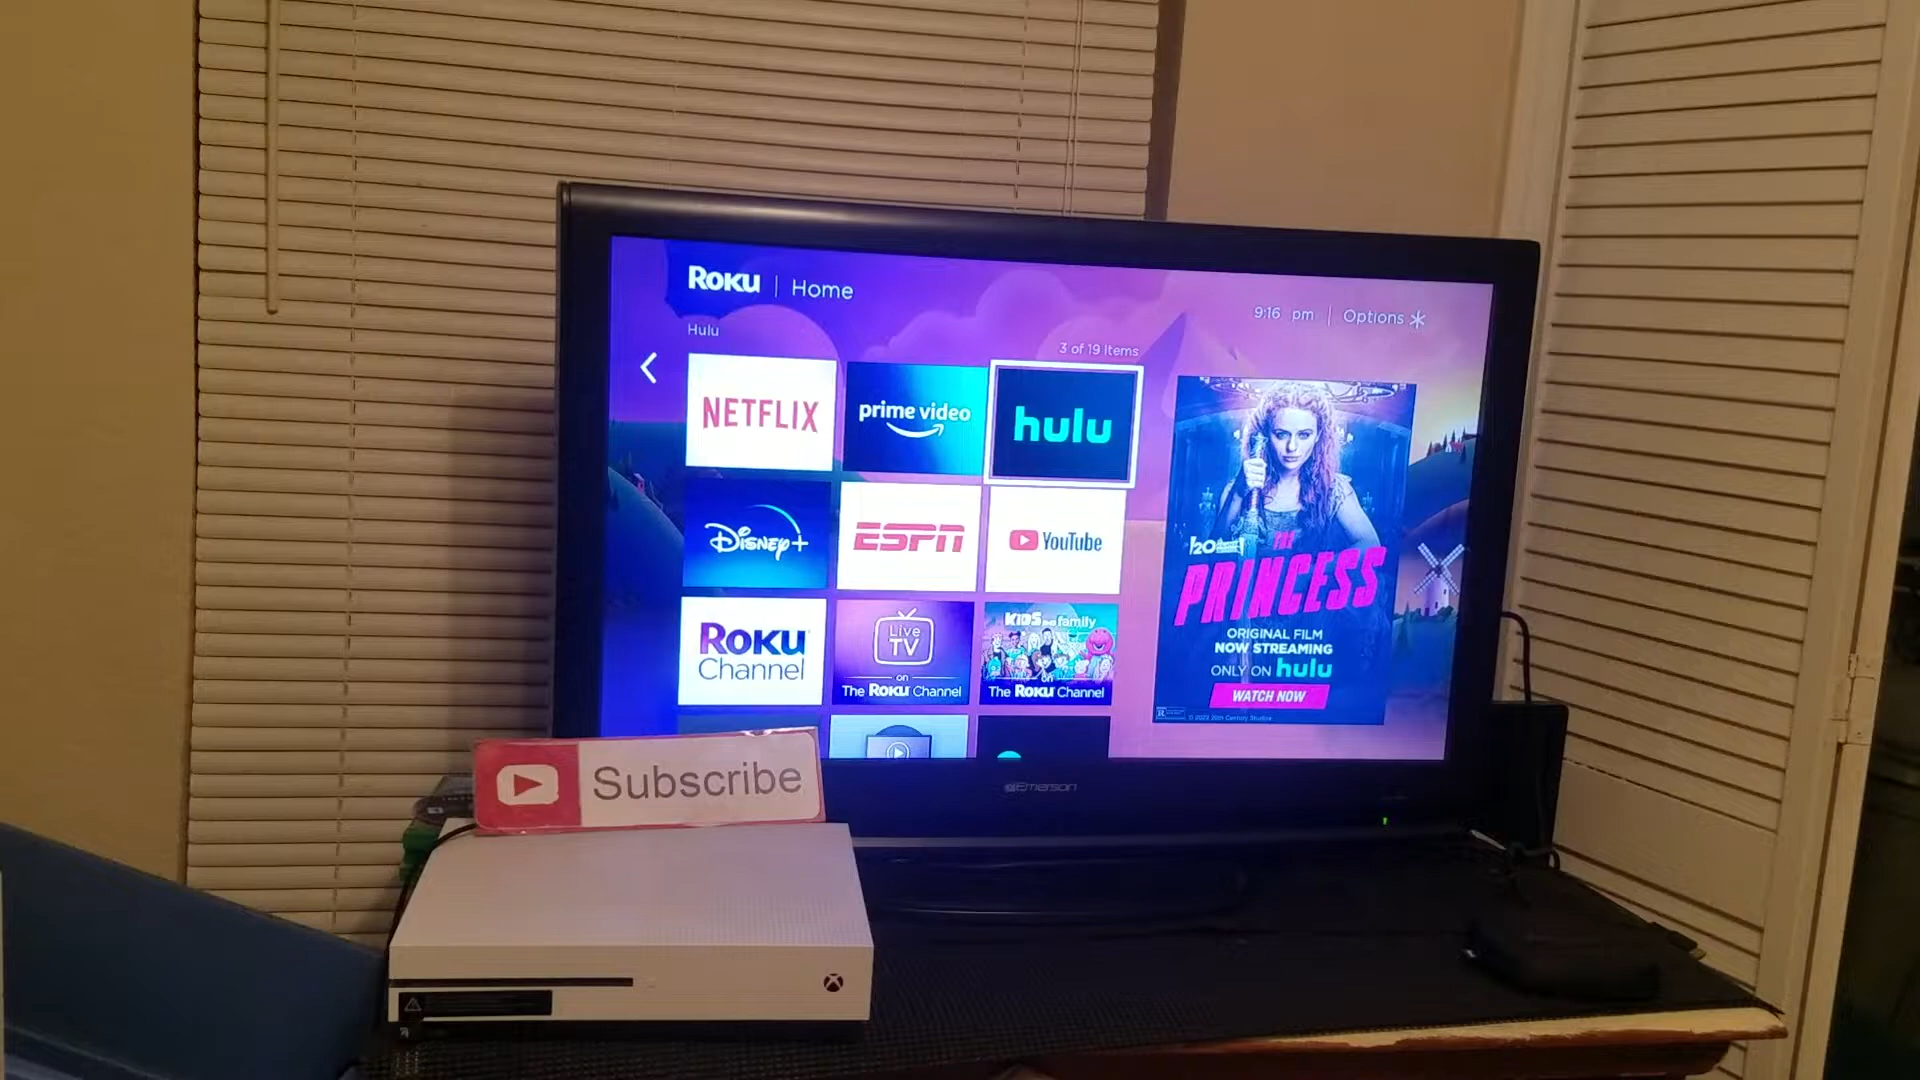 Roku | Home
9:16 pm | Options
Hulu
3 of 19 items
NETFLIX
prime video
hulu
Disney+
ESPN
YouTube
Roku
Channel
Live
TV
on
The Roku Channel
KIDS and family
on
The Roku Channel
20
THE
PRINCESS
ORIGINAL FILM
NOW STREAMING
ONLY ON hulu
WATCH NOW
R
© 2022 20th Century Studios
Subscribe
Emerson